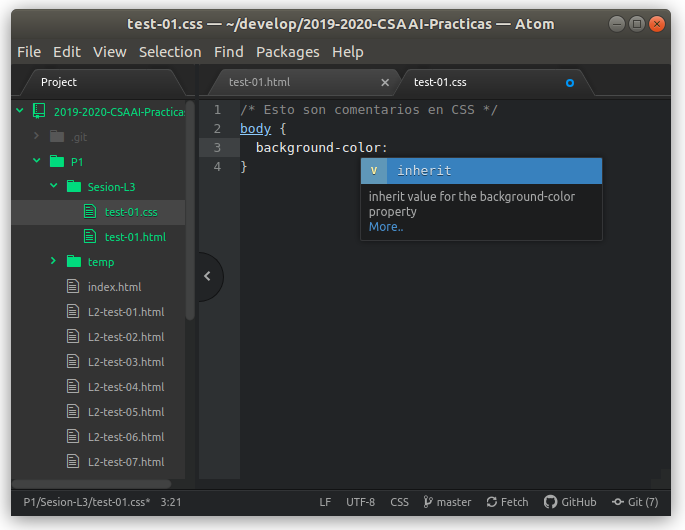 test-01.css — ~/develop/2019-2020-CSAAI-Practicas — Atom
File Edit View Selection Find Packages Help
Project
test-01.html
test-01.css
2019-2020-CSAAI-Practicas
.git
P1
Sesion-L3
test-01.css
test-01.html
temp
index.html
L2-test-01.html
L2-test-02.html
L2-test-03.html
L2-test-04.html
L2-test-05.html
L2-test-06.html
L2-test-07.html
1 /* Esto son comentarios en CSS */
2 body {
3 background-color:
4 }
v inherit
inherit value for the background-color
property
More..
P1/Sesion-L3/test-01.css* 3:21 LF UTF-8 CSS master Fetch GitHub Git (7)